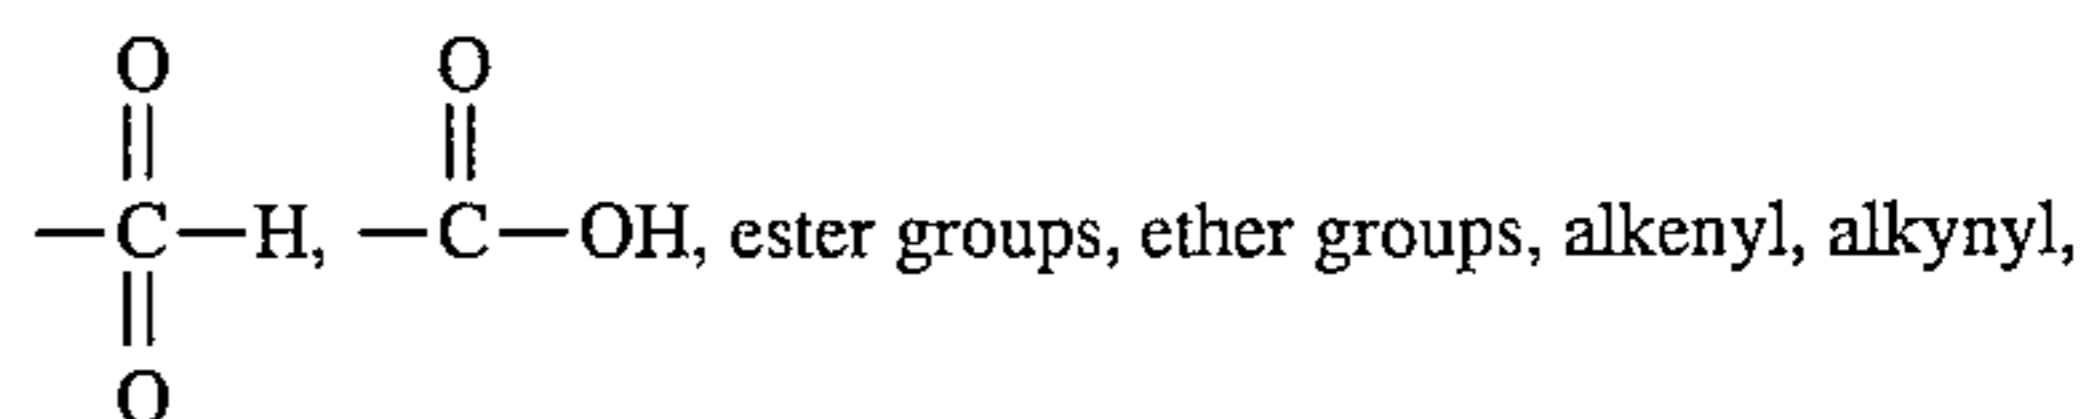 O O
—C—H, —C—OH, ester groups, ether groups, alkenyl, alkynyl,
O